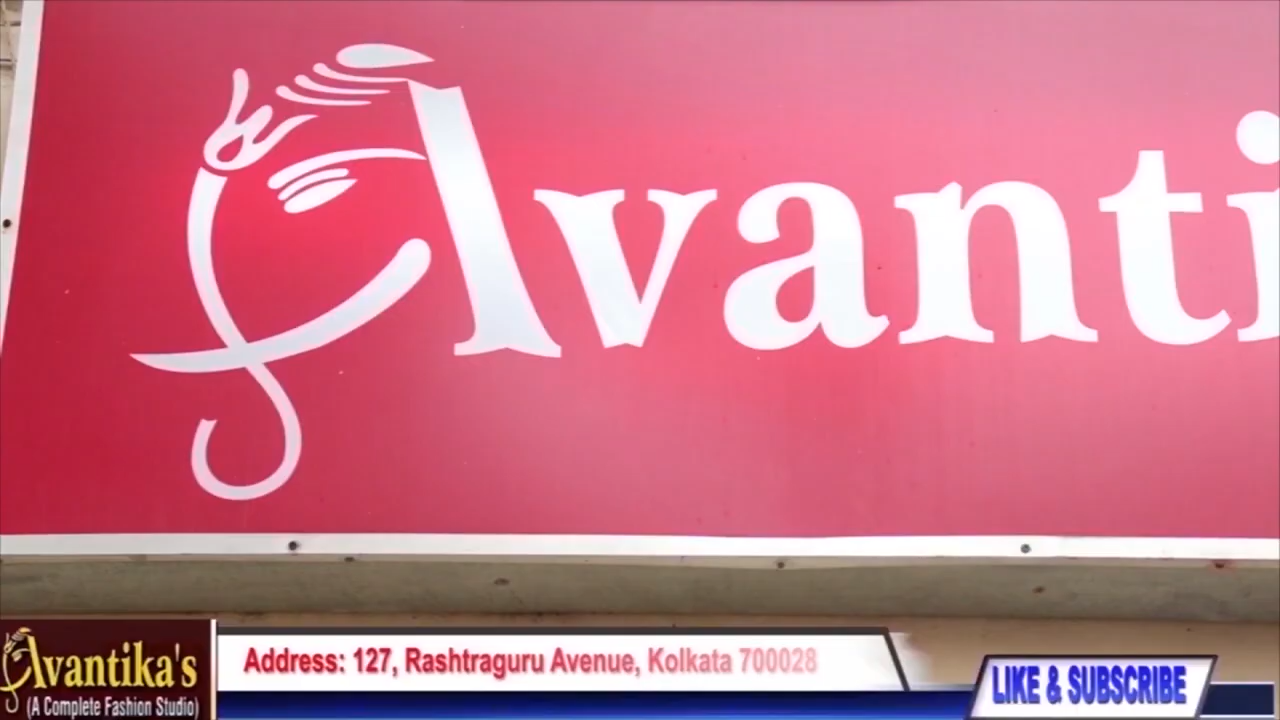 Avanti
Avantika's
(A Complete Fashion Studio)
Address: 127, Rashtraguru Avenue, Kolkata 700028
LIKE & SUBSCRIBE